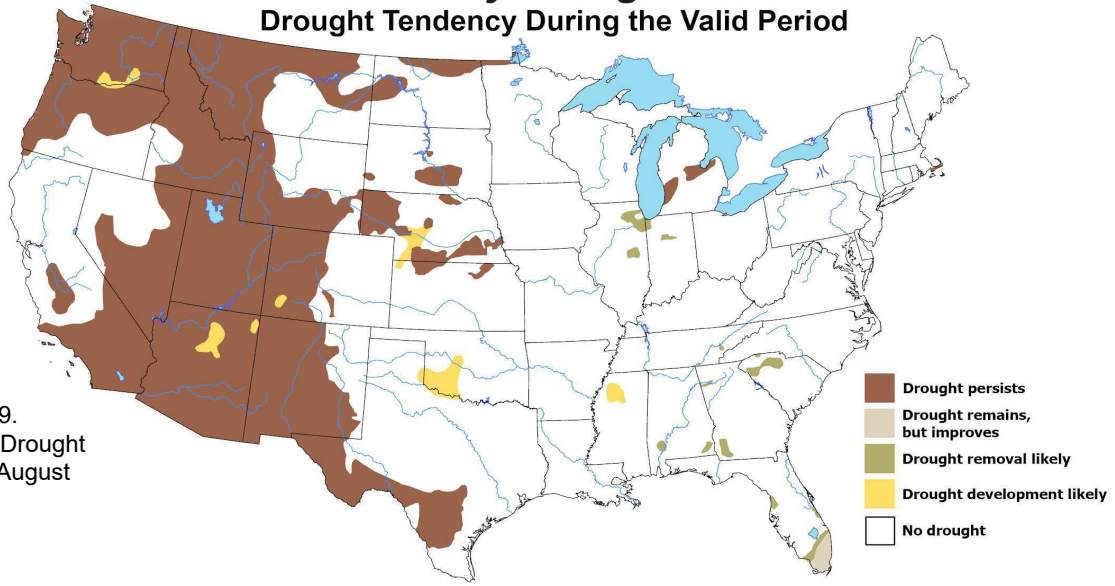 Drought Tendency During the Valid Period
9.
Drought
August
Drought persists
Drought remains,
but improves
Drought removal likely
Drought development likely
No drought